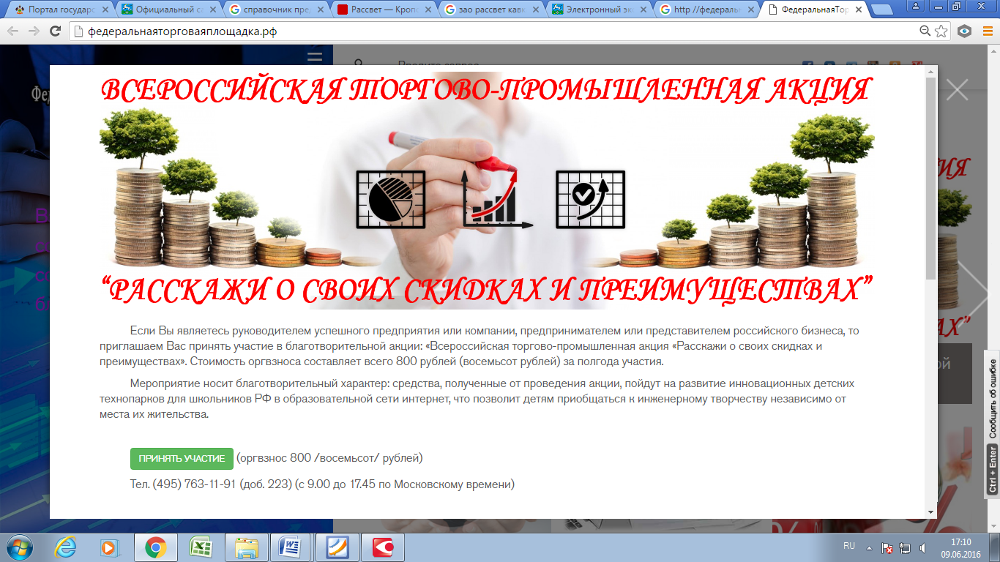 Портал государс
Официальный са
справочник пред
Рассвет — Кропо
зао рассвет кавк
Электронный эк
http //федеральн
ФедеральнаяТор
федеральнаяторговаяплощадка.рф
ВСЕРОССИЙСКАЯ ТОРГОВО-ПРОМЫШЛЕННАЯ АКЦИЯ
“РАССКАЖИ О СВОИХ СКИДКАХ И ПРЕИМУЩЕСТВАХ”
Если Вы являетесь руководителем успешного предприятия или компании, предпринимателем или представителем российского бизнеса, то
приглашаем Вас принять участие в благотворительной акции: «Всероссийская торгово-промышленная акция «Расскажи о своих скидках и
преимуществах». Стоимость оргвзноса составляет всего 800 рублей (восемьсот рублей) за полгода участия.
Мероприятие носит благотворительный характер: средства, полученные от проведения акции, пойдут на развитие инновационных детских
технопарков для школьников РФ в образовательной сети интернет, что позволит детям приобщаться к инженерному творчеству независимо от
места их жительства.
ПРИНЯТЬ УЧАСТИЕ (оргвзнос 800 /восемьсот/ рублей)
Тел. (495) 763-11-91 (доб. 223) (с 9.00 до 17.45 по Московскому времени)
Ctrl + Enter Сообщить об ошибке
RU
17:10
09.06.2016